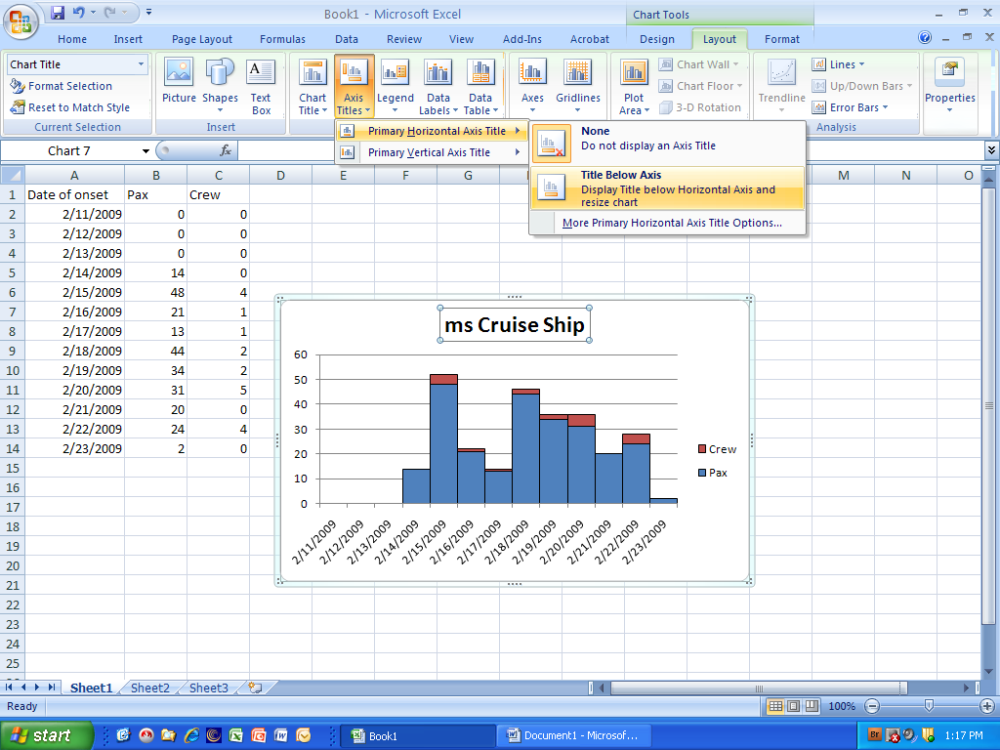 Book1 - Microsoft Excel
Chart Tools
Home Insert Page Layout Formulas Data Review View Add-Ins Acrobat Design Layout Format
Chart Title
Format Selection
Reset to Match Style
Current Selection
Picture Shapes Text Box
Insert
Chart Title
Axis Titles
Legend
Data Labels
Data Table
Axes
Gridlines
Plot Area
Chart Wall
Chart Floor
3-D Rotation
Trendline
Lines
Up/Down Bars
Error Bars
Analysis
Properties
Primary Horizontal Axis Title
Primary Vertical Axis Title
None
Do not display an Axis Title
Title Below Axis
Display Title below Horizontal Axis and
resize chart
More Primary Horizontal Axis Title Options...
Chart 7 fx
A B C D E F G M N O
1 Date of onset Pax Crew
2 2/11/2009 0 0
3 2/12/2009 0 0
4 2/13/2009 0 0
5 2/14/2009 14 0
6 2/15/2009 48 4
7 2/16/2009 21 1
8 2/17/2009 13 1
9 2/18/2009 44 2
10 2/19/2009 34 2
11 2/20/2009 31 5
12 2/21/2009 20 0
13 2/22/2009 24 4
14 2/23/2009 2 0
15
16
17
18
19
20
21
22
23
24
25
ms Cruise Ship
60
50
40
30
20
10
0
2/11/2009 2/12/2009 2/13/2009 2/14/2009 2/15/2009 2/16/2009 2/17/2009 2/18/2009 2/19/2009 2/20/2009 2/21/2009 2/22/2009 2/23/2009
Crew
Pax
Sheet1 Sheet2 Sheet3
Ready
100%
start
Book1
Document1 - Microsof...
Br
1:17 PM